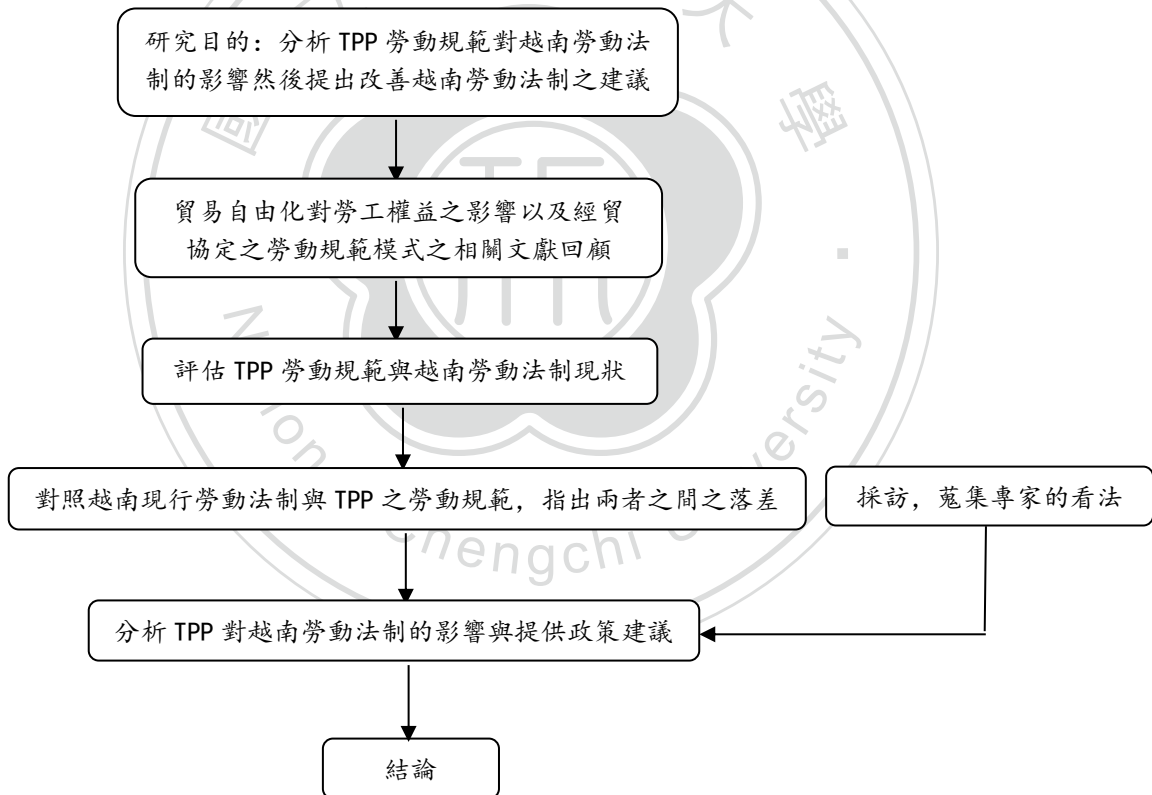 研究目的：分析 TPP 勞動規範對越南勞動法
制的影響然後提出改善越南勞動法制之建議
貿易自由化對勞工權益之影響以及經貿
協定之勞動規範模式之相關文獻回顧
評估 TPP 勞動規範與越南勞動法制現狀
對照越南現行勞動法制與 TPP 之勞動規範，指出兩者之間之落差
採訪，蒐集專家的看法
分析 TPP 對越南勞動法制的影響與提供政策建議
結論